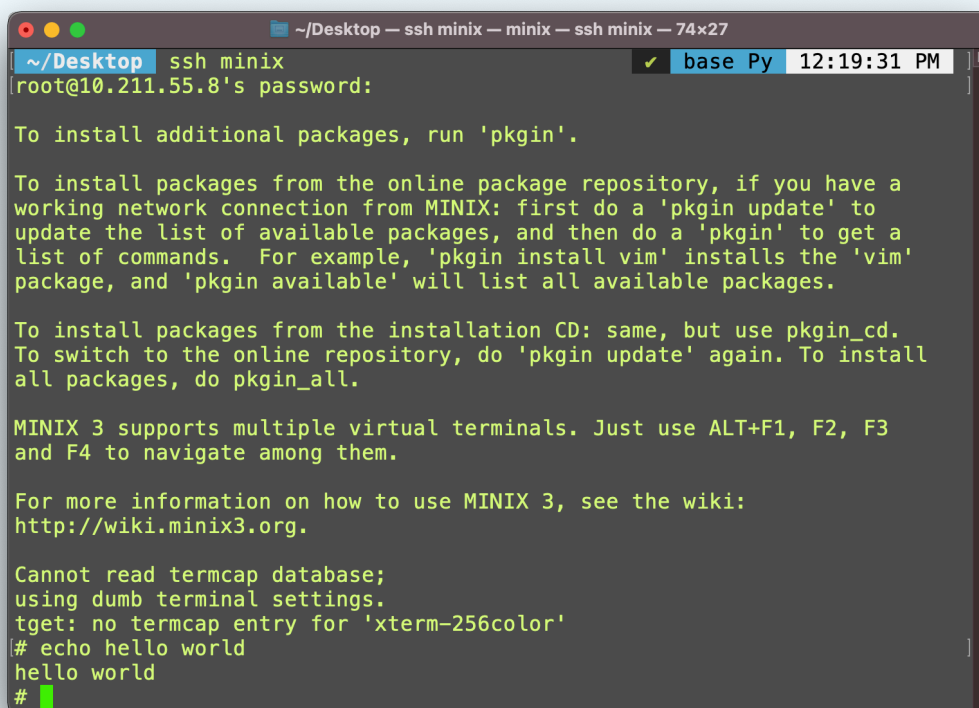 ~/Desktop — ssh minix — minix — ssh minix — 74×27
~/Desktop ssh minix ✔ base Py 12:19:31 PM
root@10.211.55.8's password:
To install additional packages, run 'pkgin'.
To install packages from the online package repository, if you have a
working network connection from MINIX: first do a 'pkgin update' to
update the list of available packages, and then do a 'pkgin' to get a
list of commands.  For example, 'pkgin install vim' installs the 'vim'
package, and 'pkgin available' will list all available packages.
To install packages from the installation CD: same, but use pkgin_cd.
To switch to the online repository, do 'pkgin update' again. To install
all packages, do pkgin_all.
MINIX 3 supports multiple virtual terminals. Just use ALT+F1, F2, F3
and F4 to navigate among them.
For more information on how to use MINIX 3, see the wiki:
http://wiki.minix3.org.
Cannot read termcap database;
using dumb terminal settings.
tget: no termcap entry for 'xterm-256color'
# echo hello world
hello world
#